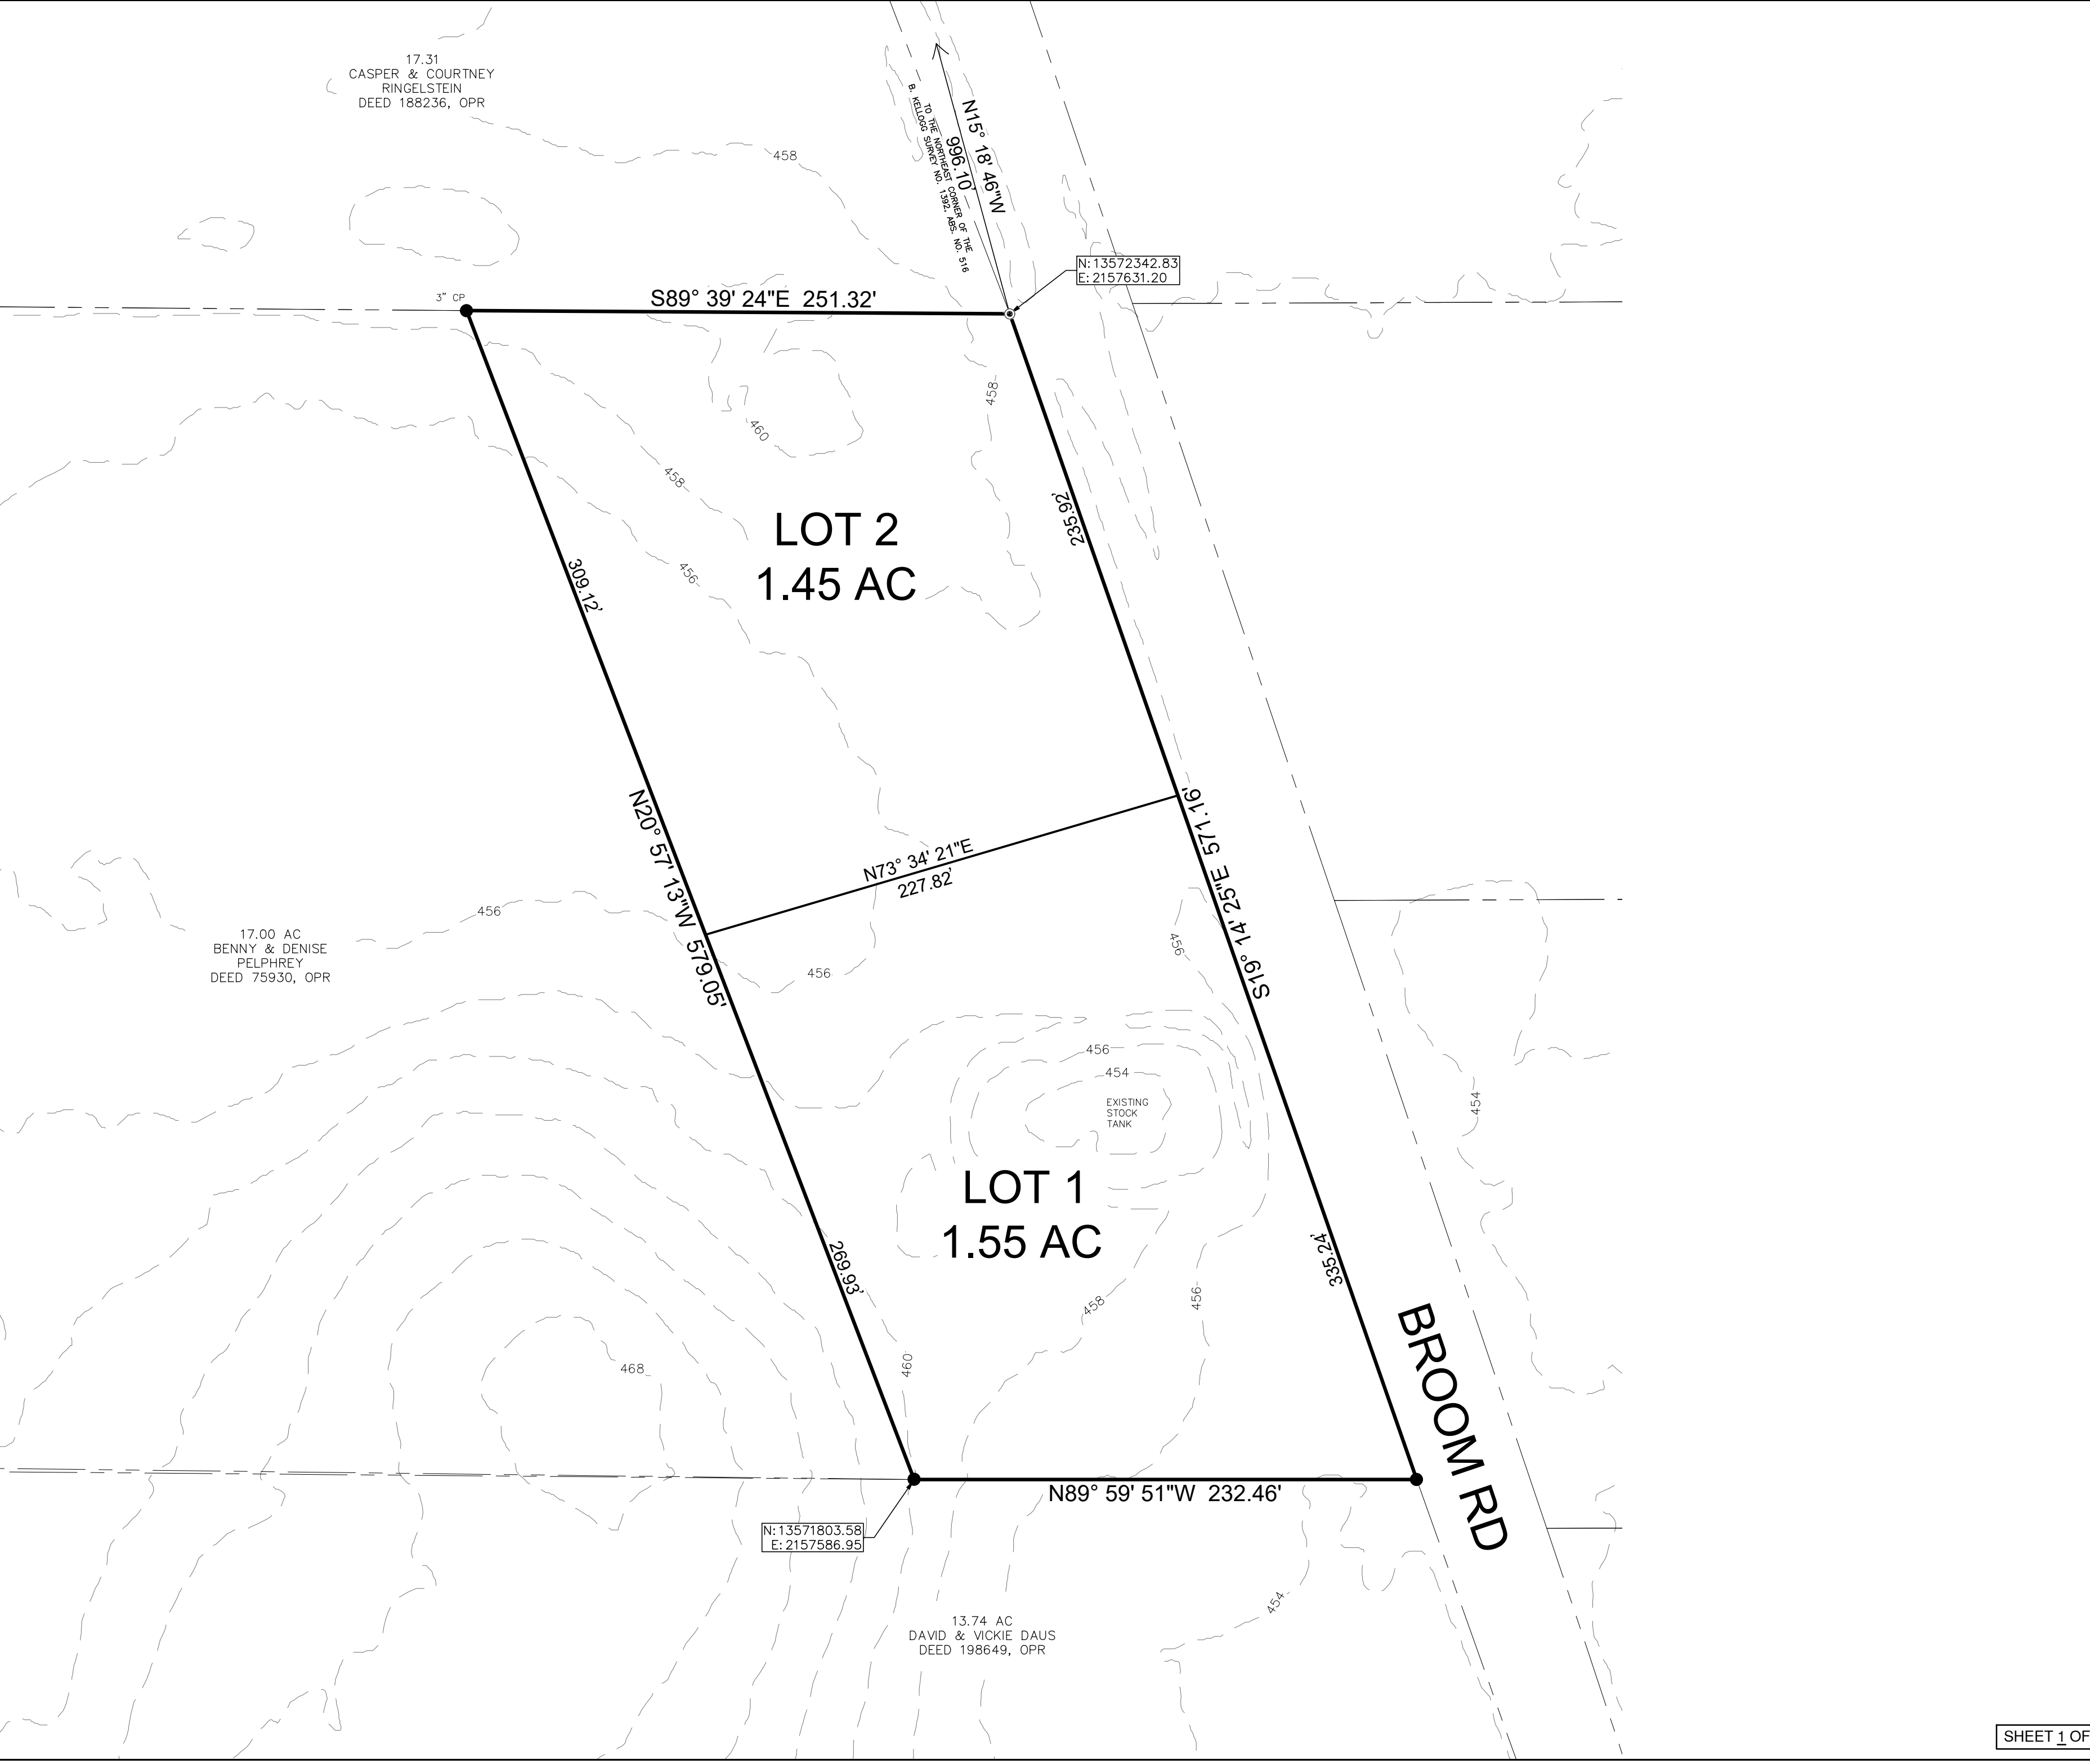 17.31
CASPER & COURTNEY
RINGELSTEIN
DEED 188236, OPR
458
N15° 18' 46"W
996.10'
TO THE NORTHEAST CORNER OF THE
B. KELLOGG SURVEY NO. 1392, ABS. NO. 516
N: 13572342.83
E: 2157631.20
3" CP
S89° 39' 24"E 251.32'
458
460
458
235.92'
LOT 2
1.45 AC
309.12'
456
N20° 57' 13"W 579.05'
N73° 34' 21"E
227.82'
S19° 14' 25"E 571.16'
456
17.00 AC
BENNY & DENISE
PELPHREY
DEED 75930, OPR
456
456
456
454
EXISTING
STOCK
TANK
454
LOT 1
1.55 AC
269.93'
335.24'
458
456
460
468
BROOM RD
N89° 59' 51"W 232.46'
N: 13571803.58
E: 2157586.95
454
13.74 AC
DAVID & VICKIE DAUS
DEED 198649, OPR
SHEET 1 OF